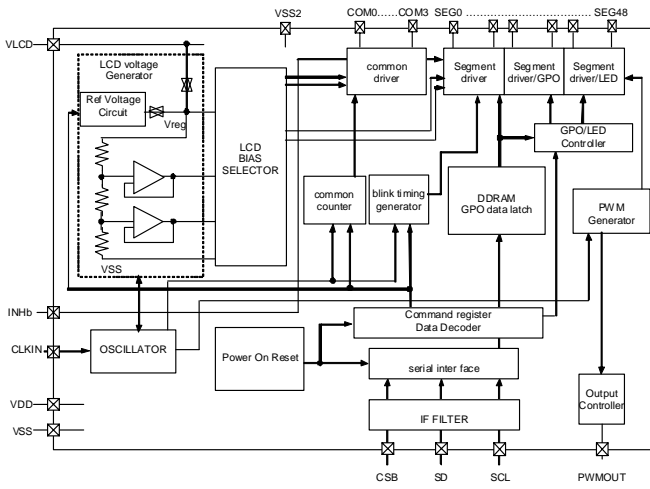 VSS2
COM0......COM3 SEG0 ..................... SEG48
VLCD
LCD voltage
Generator
Ref Voltage
Circuit
Vreg
VSS
LCD
BIAS
SELECTOR
common
driver
Segment
driver
Segment
driver/GPO
Segment
driver/LED
GPO/LED
Controller
common
counter
blink timing
generator
DDRAM
GPO data latch
PWM
Generator
INHb
CLKIN
OSCILLATOR
Power On Reset
Command register
Data Decoder
serial inter face
IF FILTER
Output
Controller
VDD
VSS
CSB
SD
SCL
PWMOUT